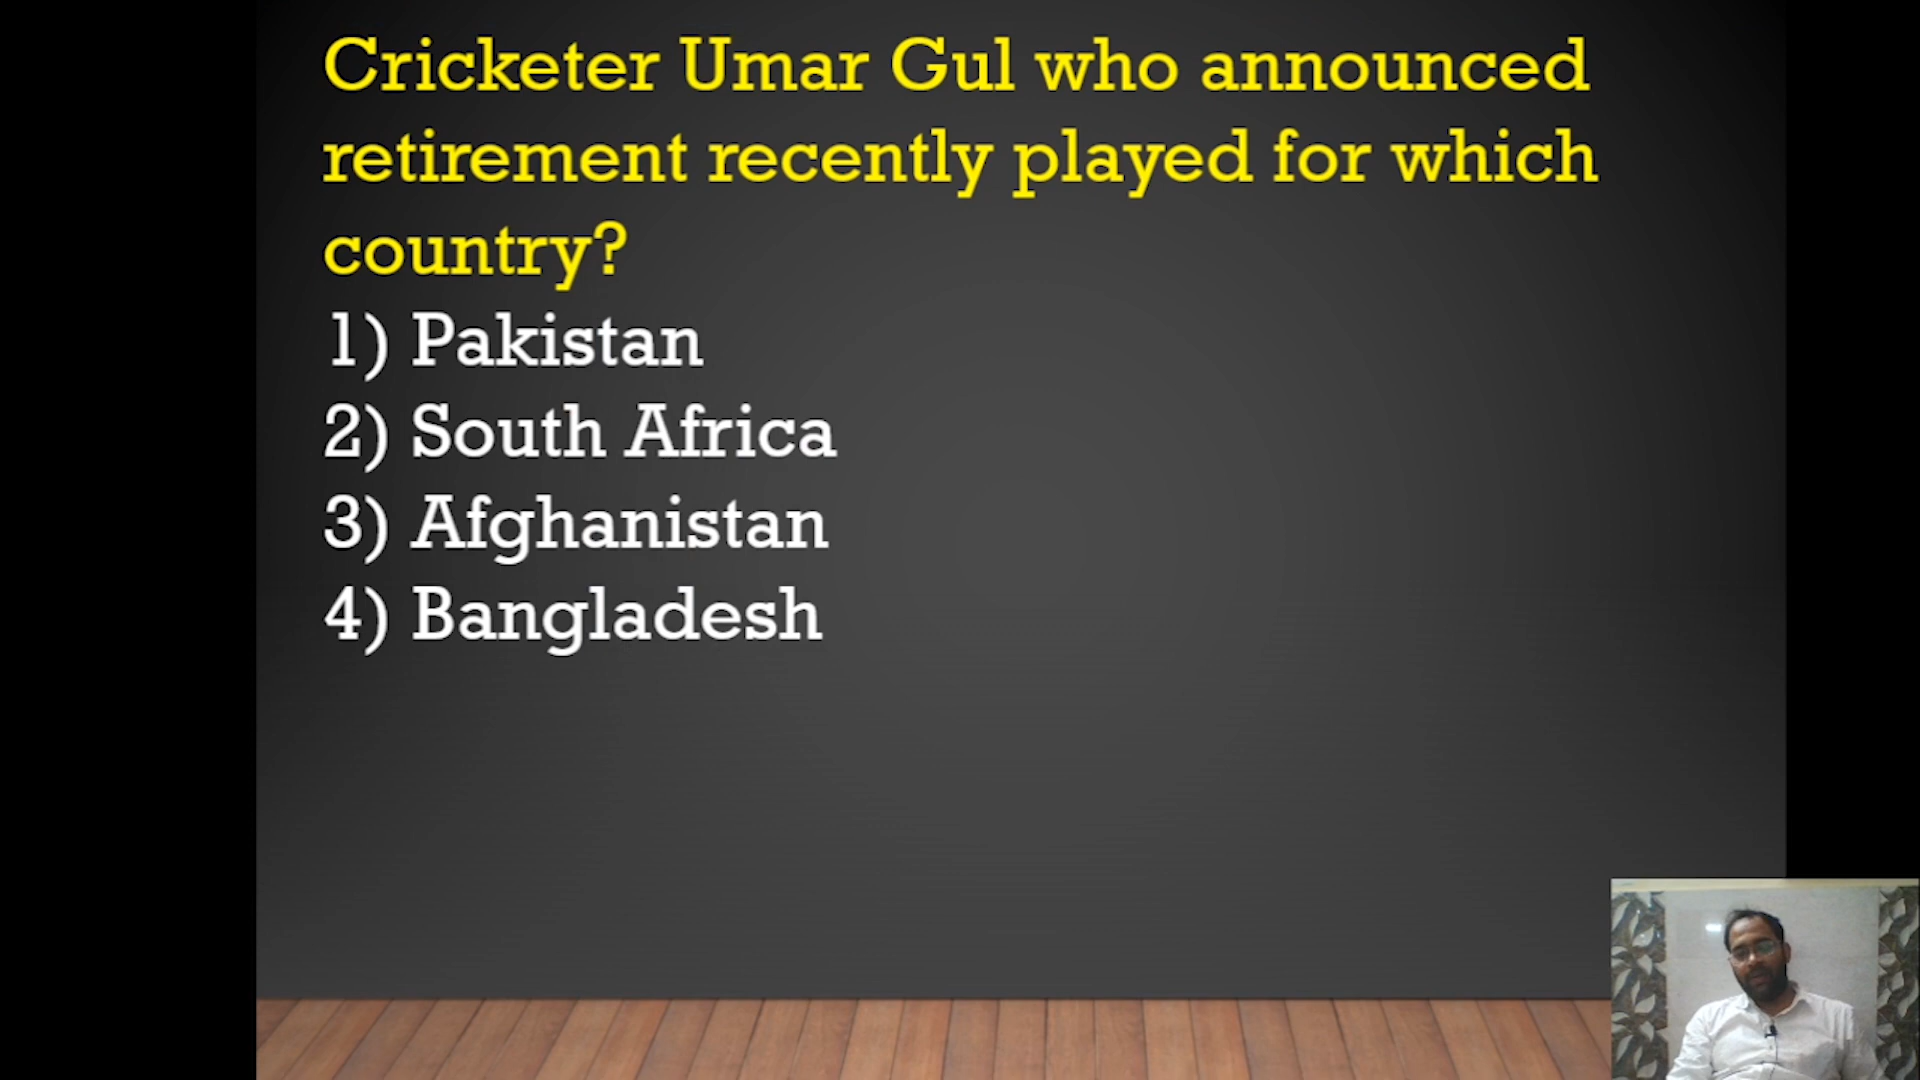 Cricketer Umar Gul who announced
retirement recently played for which
country?
1) Pakistan
2) South Africa
3) Afghanistan
4) Bangladesh